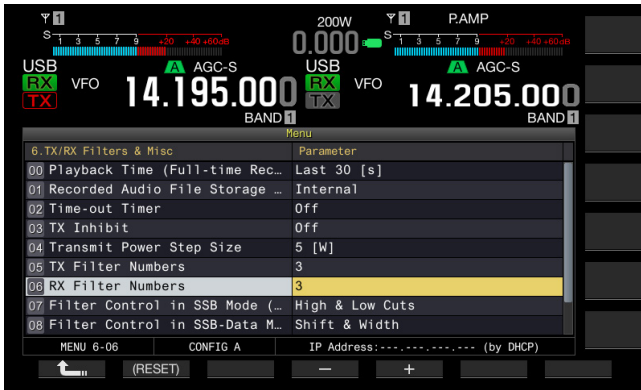 1 200W 1 P.AMP
S 1 3 5 7 9 +20 +40 +60dB 0.000 S 1 3 5 7 9 +20 +40 +60dB
USB A AGC-S USB A AGC-S
RX VFO 14.195.000 RX VFO 14.205.000
TX TX
BAND 1 BAND 1
Menu
6.TX/RX Filters & Misc Parameter
00 Playback Time (Full-time Rec… Last 30 [s]
01 Recorded Audio File Storage … Internal
02 Time-out Timer Off
03 TX Inhibit Off
04 Transmit Power Step Size 5 [W]
05 TX Filter Numbers 3
06 RX Filter Numbers 3
07 Filter Control in SSB Mode (… High & Low Cuts
08 Filter Control in SSB-Data M… Shift & Width
MENU 6-06 CONFIG A IP Address:---.---.---.--- (by DHCP)
(RESET) − +